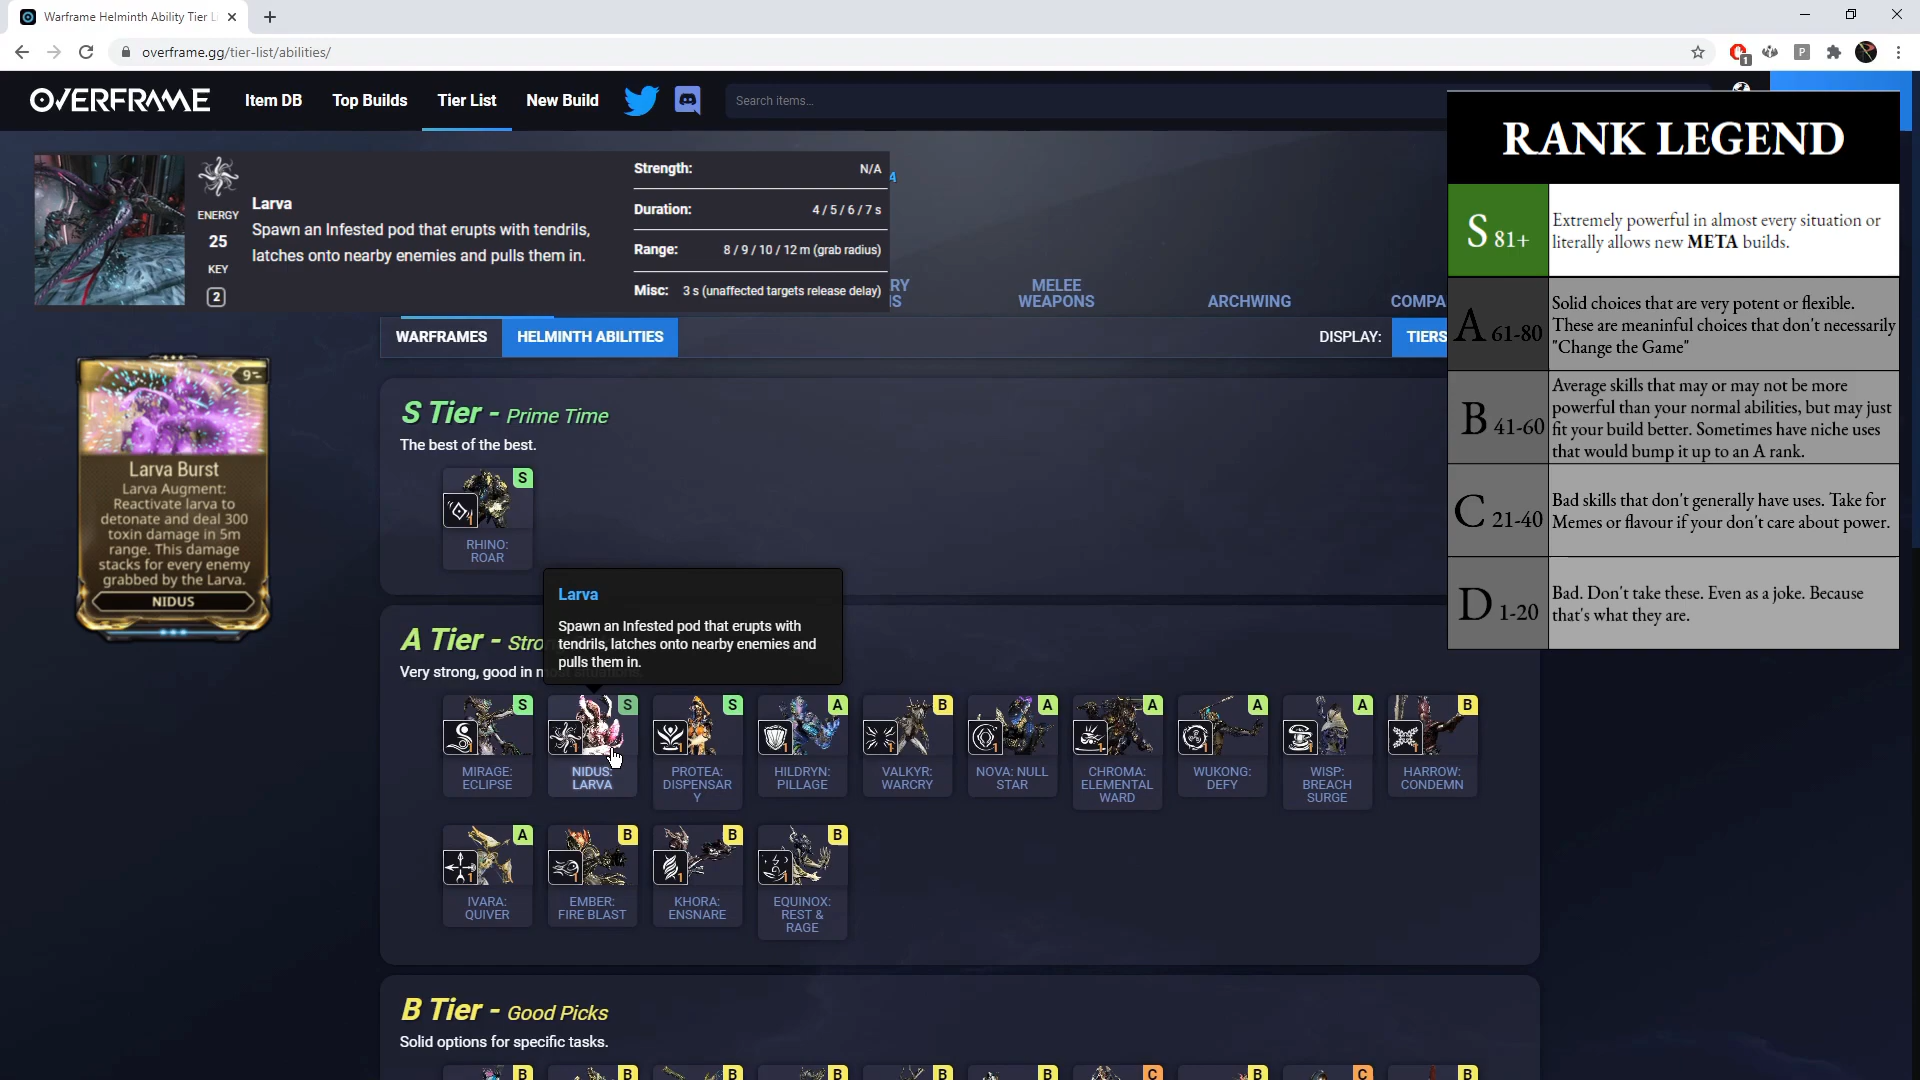 Warframe Helminth Ability Tier Li
overframe.gg/tier-list/abilities/
1
P
OVERFRAME
Item DB
Top Builds
Tier List
New Build
Search items...
ENERGY
25
KEY
2
Larva
Spawn an Infested pod that erupts with tendrils,
latches onto nearby enemies and pulls them in.
Strength: N/A
Duration: 4 / 5 / 6 / 7 s
Range: 8 / 9 / 10 / 12 m (grab radius)
Misc: 3 s (unaffected targets release delay)
MELEE
WEAPONS
ARCHWING
COMPA
WARFRAMES
HELMINTH ABILITIES
DISPLAY:
TIERS
RANK LEGEND
S 81+
Extremely powerful in almost every situation or
literally allows new META builds.
A 61-80
Solid choices that are very potent or flexible.
These are meaninful choices that don't necessarily
"Change the Game"
B 41-60
Average skills that may or may not be more
powerful than your normal abilities, but may just
fit your build better. Sometimes have niche uses
that would bump it up to an A rank.
C 21-40
Bad skills that don't generally have uses. Take for
Memes or flavour if your don't care about power.
D 1-20
Bad. Don't take these. Even as a joke. Because
that's what they are.
9
Larva Burst
Larva Augment:
Reactivate larva to
detonate and deal 300
toxin damage in 5m
range. This damage
stacks for every enemy
grabbed by the Larva.
NIDUS
S Tier - Prime Time
The best of the best.
S
RHINO:
ROAR
Larva
Spawn an Infested pod that erupts with
tendrils, latches onto nearby enemies and
pulls them in.
A Tier - Stro
Very strong, good in m
S
S
S
A
B
A
A
A
A
B
MIRAGE:
ECLIPSE
NIDUS:
LARVA
PROTEA:
DISPENSAR
Y
HILDRYN:
PILLAGE
VALKYR:
WARCRY
NOVA: NULL
STAR
CHROMA:
ELEMENTAL
WARD
WUKONG:
DEFY
WISP:
BREACH
SURGE
HARROW:
CONDEMN
A
B
B
B
IVARA:
QUIVER
EMBER:
FIRE BLAST
KHORA:
ENSNARE
EQUINOX:
REST &
RAGE
B Tier - Good Picks
Solid options for specific tasks.
B
B
B
B
B
B
C
B
C
B